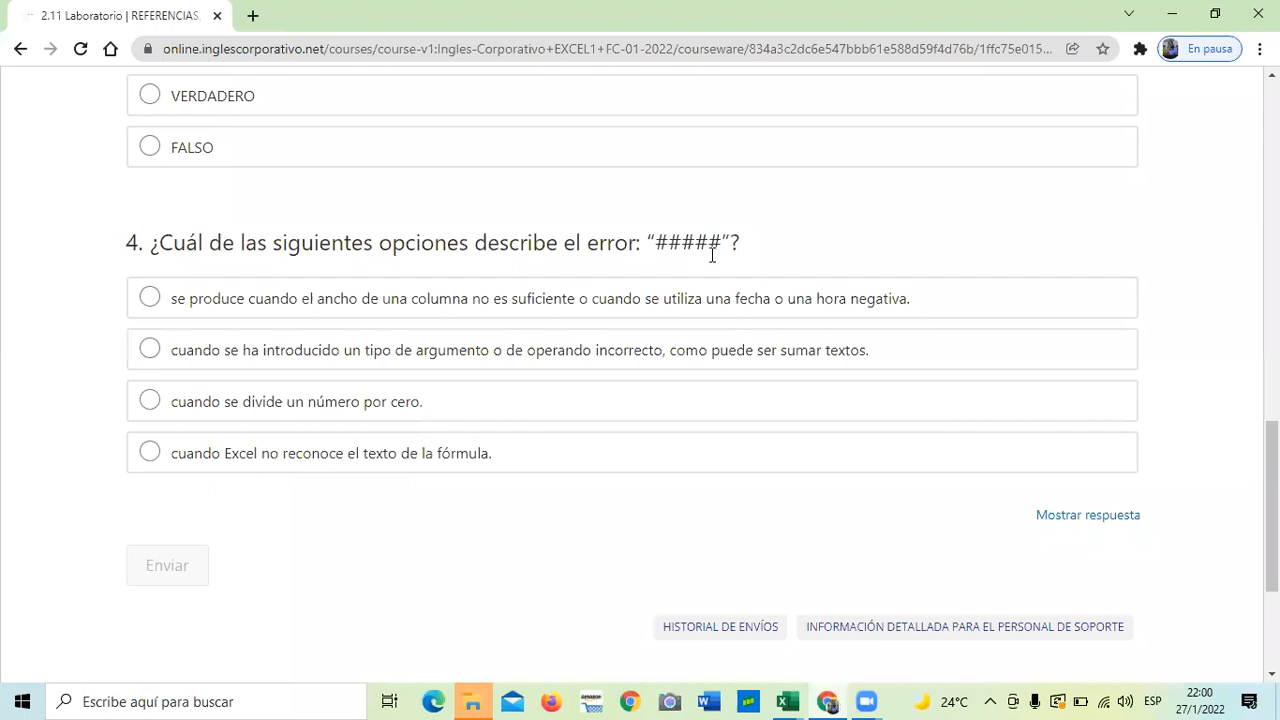 2.11 Laboratorio | REFERENCIAS,
online.inglescorporativo.net/courses/course-v1:Ingles-Corporativo+EXCEL1+FC-01-2022/courseware/334a3c2dc6e547bbb61e588d59f4d76b/1ffc75e015...
En pausa
VERDADERO
FALSO
4. ¿Cuál de las siguientes opciones describe el error: “#####”?
se produce cuando el ancho de una columna no es suficiente o cuando se utiliza una fecha o una hora negativa.
cuando se ha introducido un tipo de argumento o de operando incorrecto, como puede ser sumar textos.
cuando se divide un número por cero.
cuando Excel no reconoce el texto de la fórmula.
Mostrar respuesta
Enviar
HISTORIAL DE ENVÍOS
INFORMACIÓN DETALLADA PARA EL PERSONAL DE SOPORTE
Escribe aquí para buscar
amazon
24°C
ESP
22:00
27/1/2022